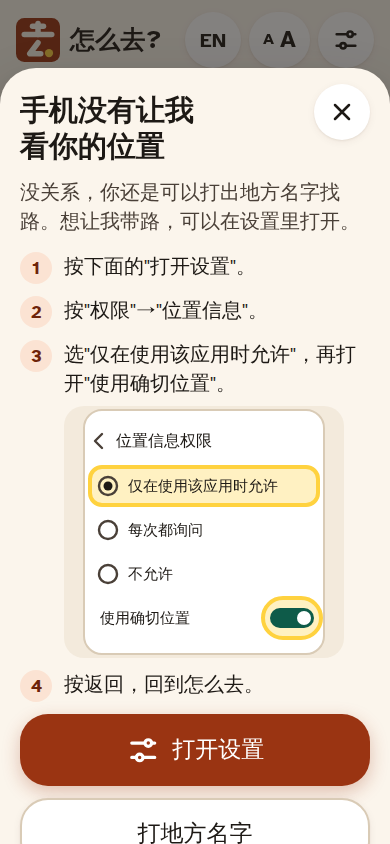 怎么去?
EN
A A
手机没有让我
看你的位置
没关系，你还是可以打出地方名字找
路。想让我带路，可以在设置里打开。
1 按下面的"打开设置"。
2 按"权限"→"位置信息"。
3 选"仅在使用该应用时允许"，再打
开"使用确切位置"。
位置信息权限
仅在使用该应用时允许
每次都询问
不允许
使用确切位置
4 按返回，回到怎么去。
打开设置
打地方名字